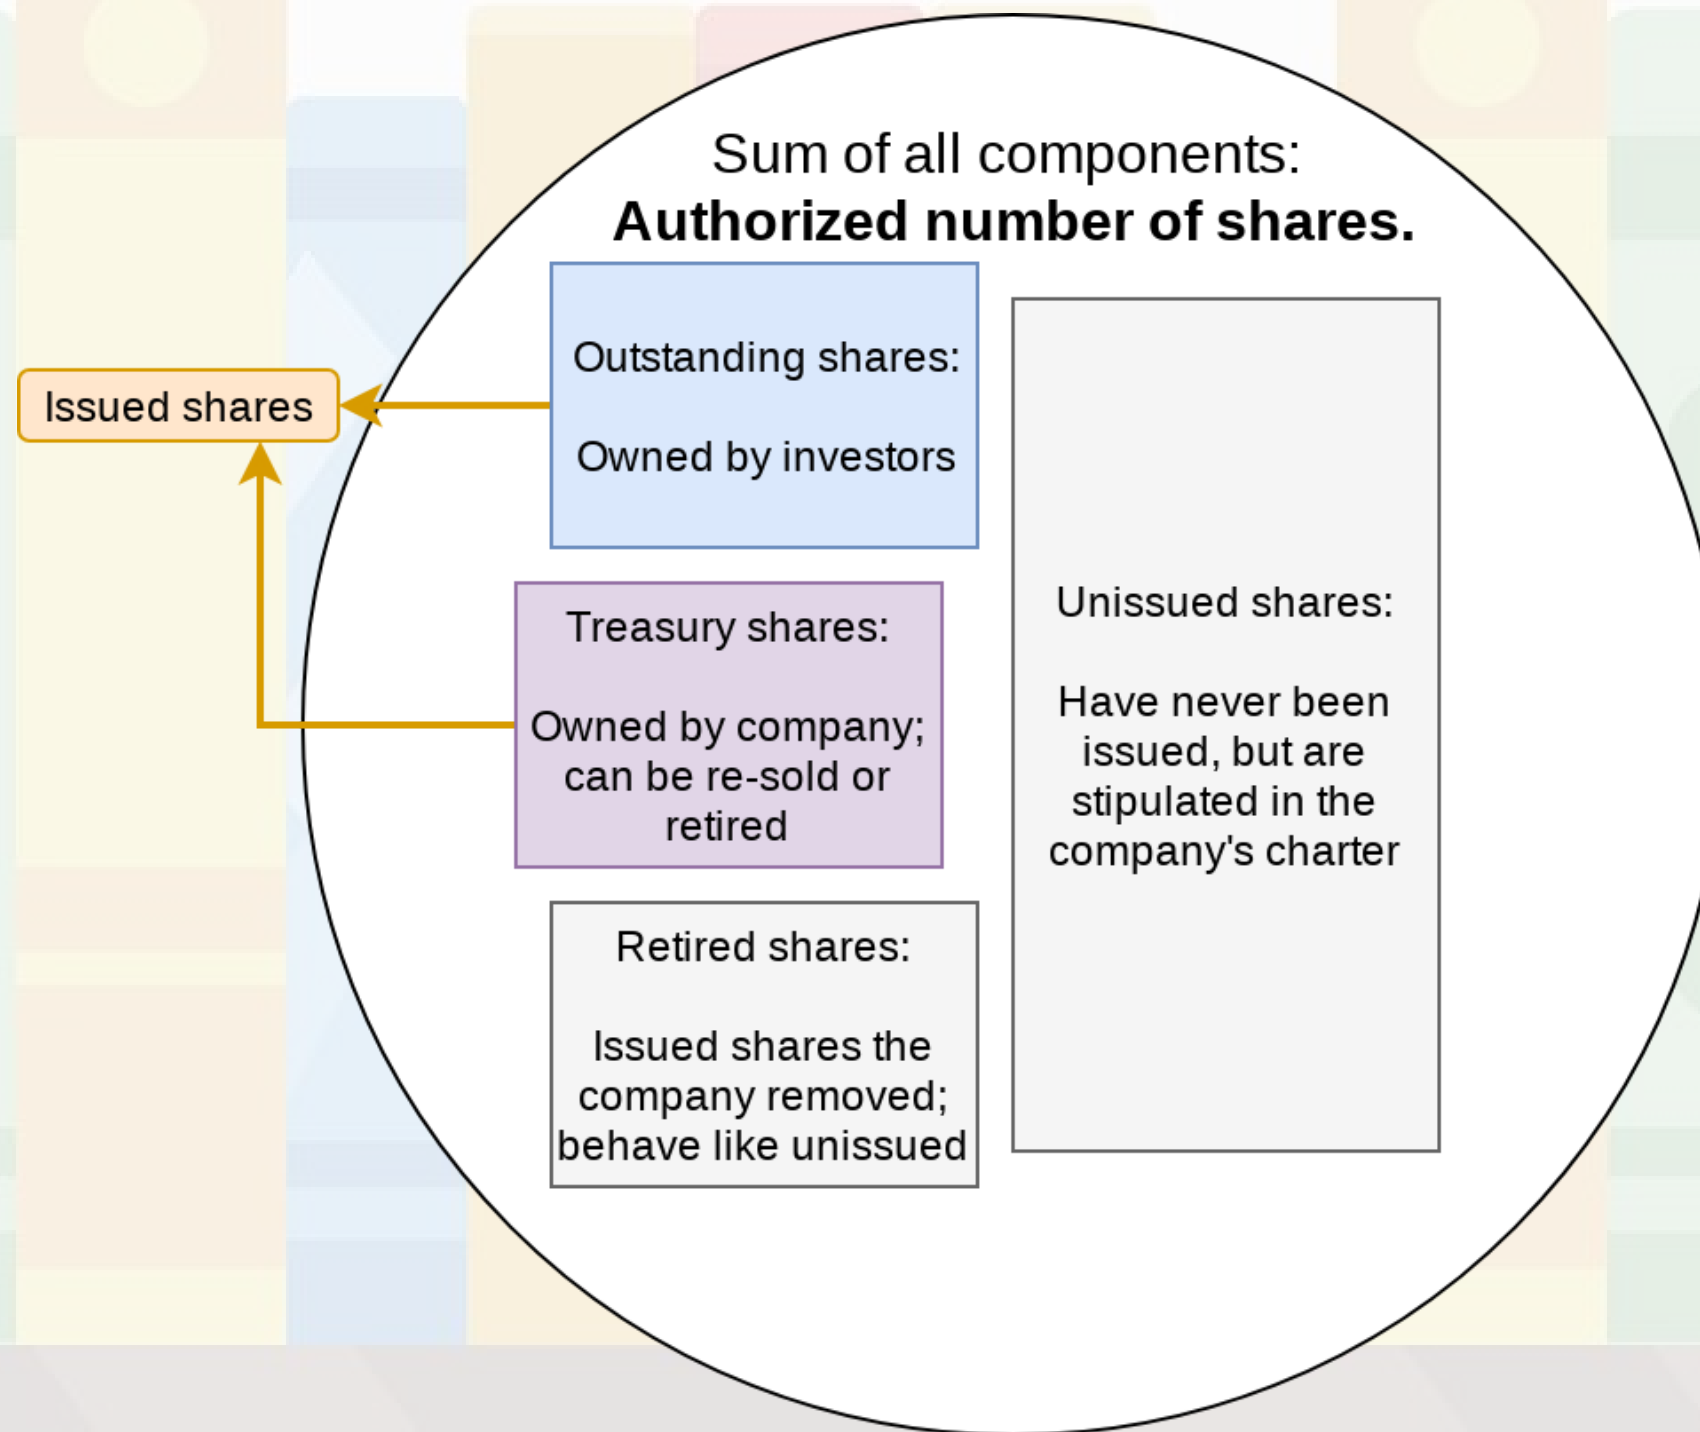 Sum of all components:
Authorized number of shares.
Issued shares
Outstanding shares:
Owned by investors
Treasury shares:
Owned by company;
can be re-sold or
retired
Retired shares:
Issued shares the
company removed;
behave like unissued
Unissued shares:
Have never been
issued, but are
stipulated in the
company's charter